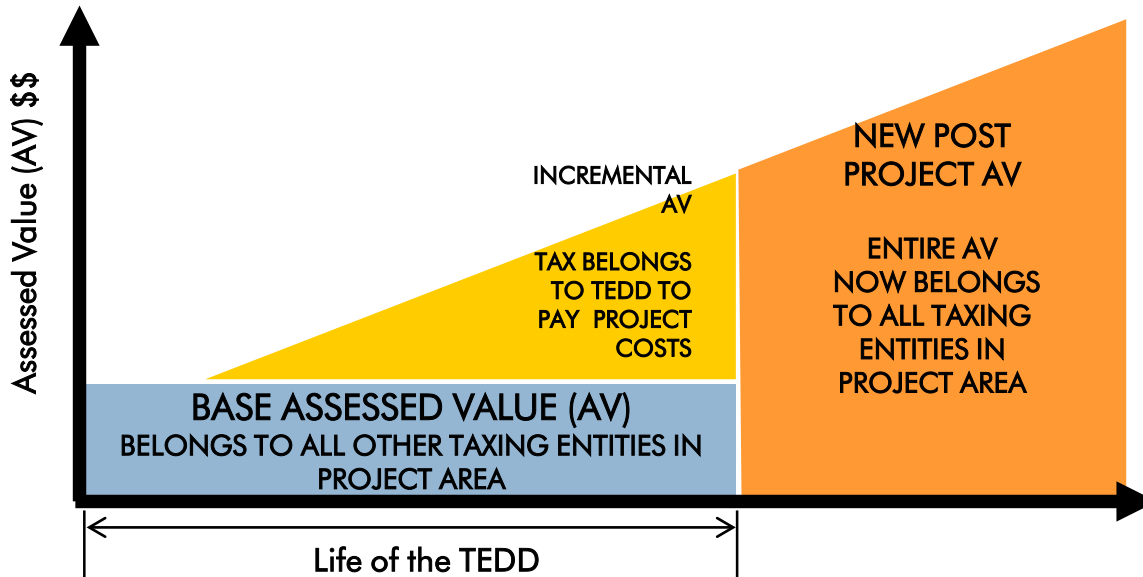 Assessed Value (AV) $$
INCREMENTAL
AV
TAX BELONGS
TO TEDD TO
PAY PROJECT
COSTS
NEW POST
PROJECT AV
ENTIRE AV
NOW BELONGS
TO ALL TAXING
ENTITIES IN
PROJECT AREA
BASE ASSESSED VALUE (AV)
BELONGS TO ALL OTHER TAXING ENTITIES IN
PROJECT AREA
Life of the TEDD